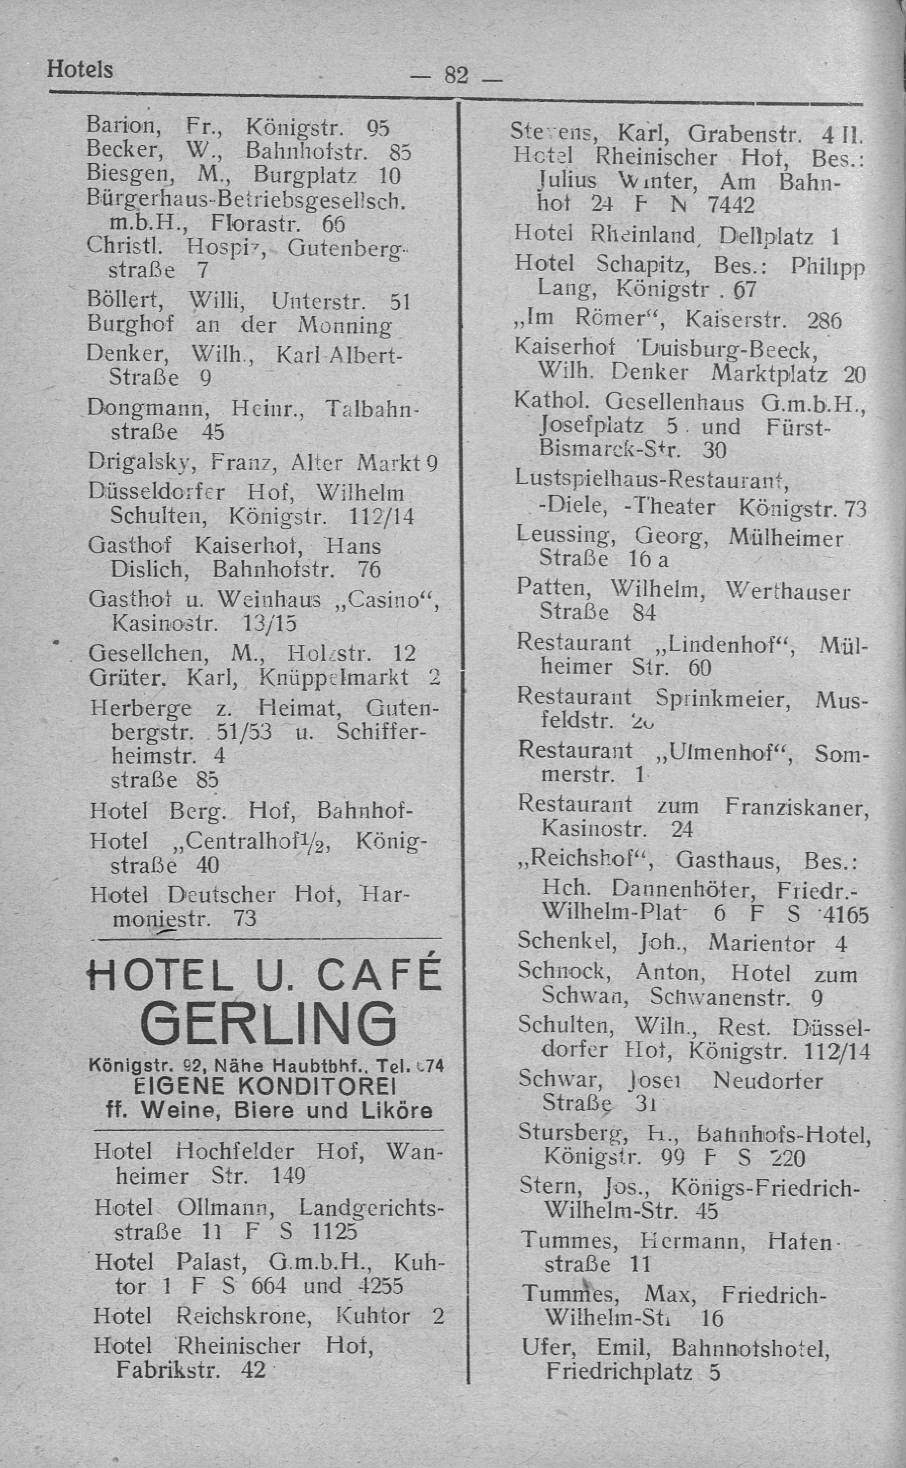 Hotels
— 82 —
Barion, Fr., Königstr. 95
Becker, W., Bahnhofstr. 85
Biesgen, M., Burgplatz 10
Bürgerhaus-Betriebsgesellsch.
m.b.H., Florastr. 66
Christl. Hospiz, Gutenberg-
straße 7
Böllert, Willi, Unterstr. 51
Burghof an der Monning
Denker, Wilh., Karl-Albert-
Straße 9
Dongmann, Heinr., Talbahn-
straße 45
Drigalsky, Franz, Alter Markt 9
Düsseldorfer Hof, Wilhelm
Schulten, Königstr. 112/14
Gasthof Kaiserhof, Hans
Dislich, Bahnhofstr. 76
Gasthof u. Weinhaus „Casino“,
Kasinostr. 13/15
Gesellchen, M., Holzstr. 12
Grüter. Karl, Knüppelmarkt 2
Herberge z. Heimat, Guten-
bergstr. 51/53 u. Schiffer-
heimstr. 4
straße 85
Hotel Berg. Hof, Bahnhof-
Hotel „Centralhof½, König-
straße 40
Hotel Deutscher Hof, Har-
moniestr. 73
HOTEL U. CAFÉ
GERLING
Königstr. 92, Nähe Haubtbhf.. Tel.
EIGENE KONDITOREI
ff. Weine, Biere und Liköre
Hotel Hochfelder Hof, Wan-
heimer Str. 149
Hotel Ollmann, Landgerichts-
straße 11 F S 1125
Hotel Palast, G.m.b.H., Kuh-
tor 1 F S 664 und 4255
Hotel Reichskrone, Kuhtor 2
Hotel Rheinischer Hof,
Fabrikstr. 42
Stevens, Karl, Grabenstr. 4 II.
Hotel Rheinischer Hof, Bes.:
Julius Winter, Am Bahn-
hof 24 F N 7442
Hotel Rheinland, Dellplatz 1
Hotel Schapitz, Bes.: Philipp
Lang, Königstr. 67
„Im Römer“, Kaiserstr. 286
Kaiserhof Duisburg-Beeck,
Wilh. Denker Marktplatz 20
Kathol. Gesellenhaus G.m.b.H.,
Josefplatz 5 und Fürst-
Bismarck-Str. 30
Lustspielhaus-Restaurant,
-Diele, -Theater Königstr. 73
Leussing, Georg, Mülheimer
Straße 16 a
Patten, Wilhelm, Werthauser
Straße 84
Restaurant „Lindenhof“, Mül-
heimer Str. 60
Restaurant Sprinkmeier, Mus-
feldstr.
Restaurant „Ulmenhof“, Som-
merstr. 1
Restaurant zum Franziskaner,
Kasinostr. 24
„Reichshof“, Gasthaus, Bes.:
Hch. Dannenhöfer, Friedr.-
Wilhelm-Platz 6 F S 4165
Schenkel, Joh., Marientor 4
Schnock, Anton, Hotel zum
Schwan, Schwanenstr. 9
Schulten, Wilh., Rest. Düssel-
dorfer Hof, Königstr. 112/14
Schwar, Josef Neudorfer
Straße 31
Stursberg, H., Bahnhofs-Hotel,
Königstr. 99 F S 220
Stern, Jos., Königs-Friedrich-
Wilhelm-Str. 45
Tummes, Hermann, Hafen-
straße 11
Tummes, Max, Friedrich-
Wilhelm-Str 16
Ufer, Emil, Bahnhofshotel,
Friedrichplatz 5